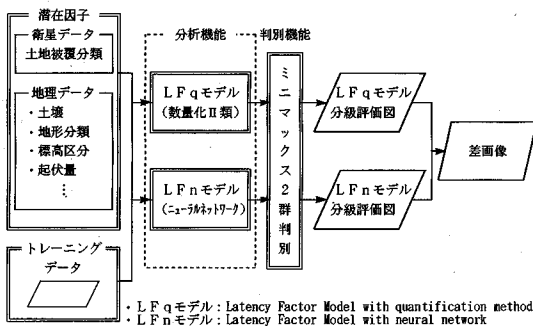 潜在因子
衛星データ
土地被覆分類
地理データ
・土壌
・地形分類
・標高区分
・起伏量
⋮
トレーニング
データ
分析機能
判別機能
LFqモデル
(数量化Ⅱ類)
LFnモデル
(ニューラルネットワーク)
ミニマックス2群判別
LFqモデル
分級評価図
LFnモデル
分級評価図
差画像
・LFqモデル:Latency Factor Model with quantification method
・LFnモデル:Latency Factor Model with neural network